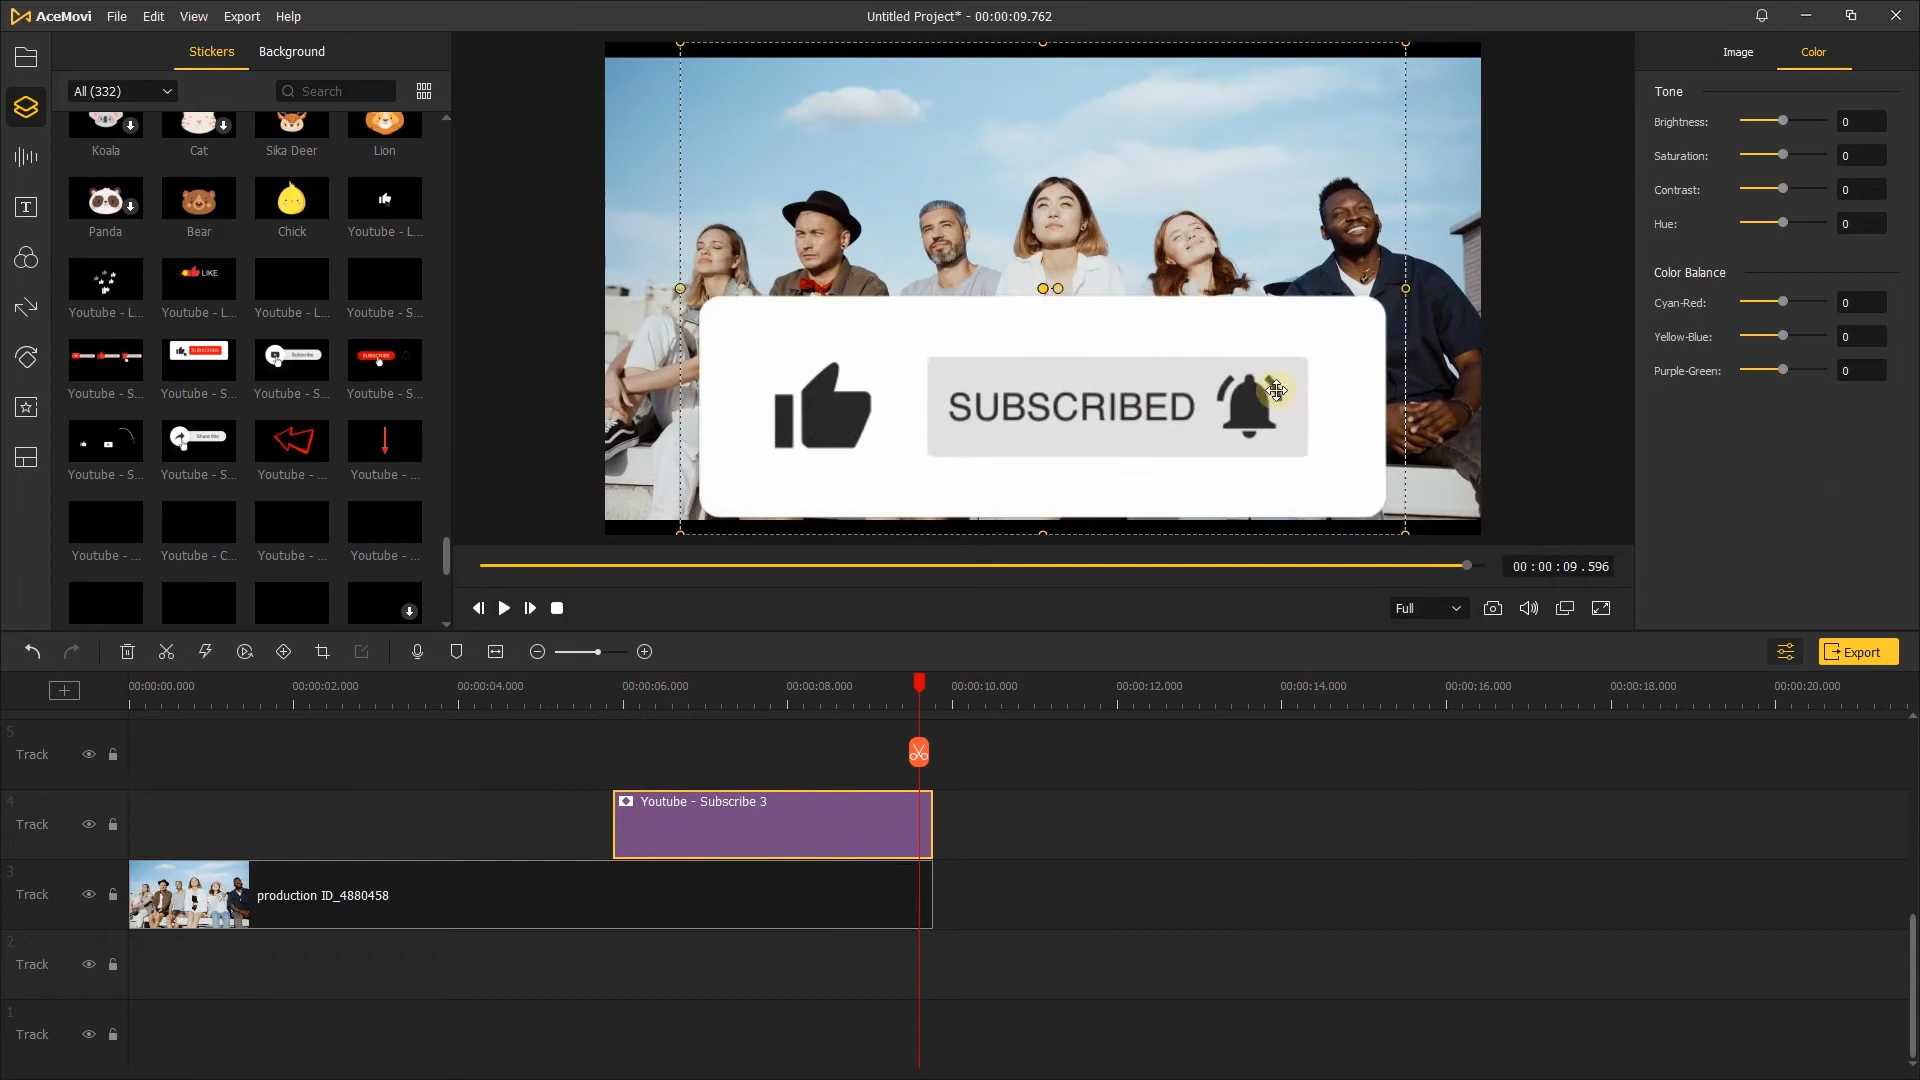 AceMovi File Edit View Export Help
Untitled Project* - 00:00:09.762
Stickers Background
All (332)
Search
Koala Cat Sika Deer Lion
Panda Bear Chick Youtube - L...
LIKE
Youtube - L... Youtube - L... Youtube - L... Youtube - S...
SUBSCRIBE Subscribe SUBSCRIBE
Youtube - S... Youtube - S... Youtube - S... Youtube - S...
Share this
Youtube - S... Youtube - S... Youtube - ... Youtube - ...
Youtube - ... Youtube - C... Youtube - ... Youtube - ...
SUBSCRIBED
00 : 00 : 09 . 596
Full
Image Color
Tone
Brightness: 0
Saturation: 0
Contrast: 0
Hue: 0
Color Balance
Cyan-Red: 0
Yellow-Blue: 0
Purple-Green: 0
Export
00:00:00.000 00:00:02.000 00:00:04.000 00:00:06.000 00:00:08.000 00:00:10.000 00:00:12.000 00:00:14.000 00:00:16.000 00:00:18.000 00:00:20.000
5
Track
4
Track
Youtube - Subscribe 3
3
Track
production ID_4880458
2
Track
1
Track